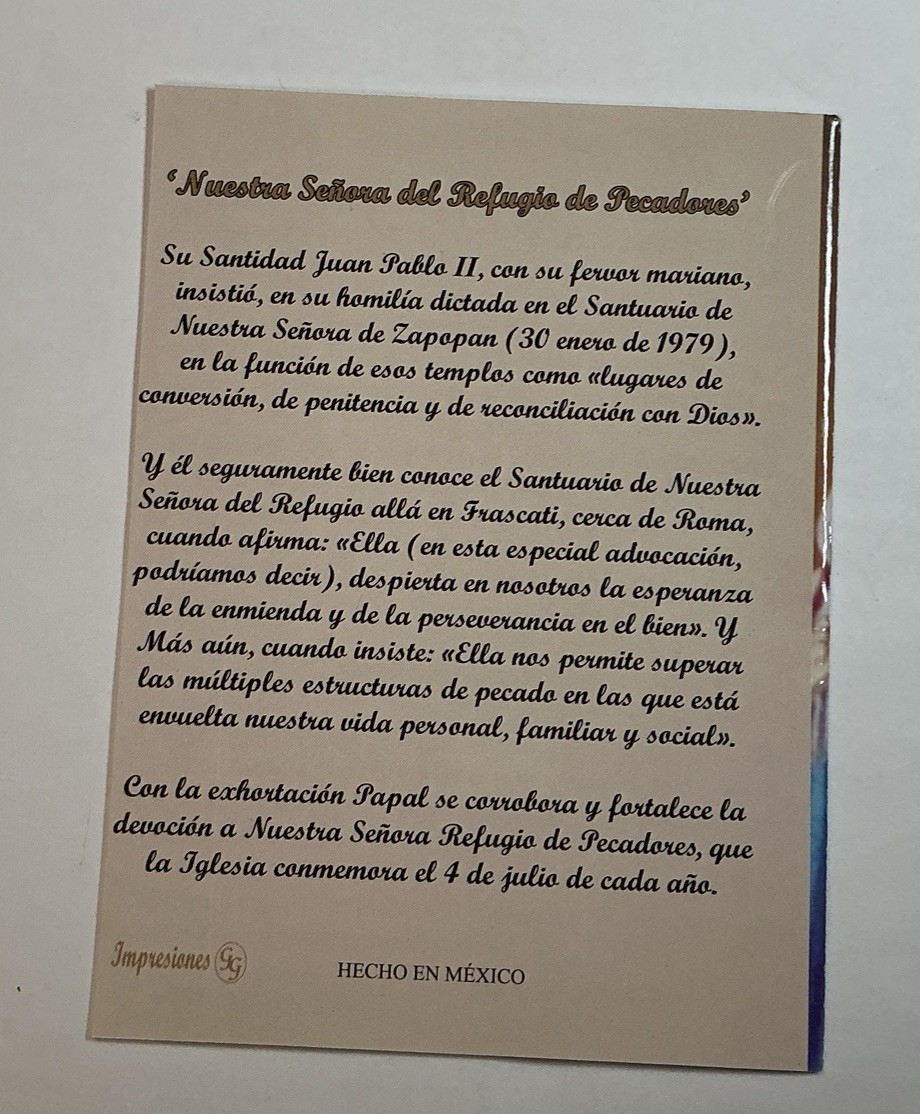 ‘Nuestra Señora del Refugio de Pecadores’
Su Santidad Juan Pablo II, con su fervor mariano,
insistió, en su homilía dictada en el Santuario de
Nuestra Señora de Zapopan (30 enero de 1979),
en la función de esos templos como «lugares de
conversión, de penitencia y de reconciliación con Dios».
Y él seguramente bien conoce el Santuario de Nuestra
Señora del Refugio allá en Frascati, cerca de Roma,
cuando afirma: «Ella (en esta especial advocación,
podríamos decir), despierta en nosotros la esperanza
de la enmienda y de la perseverancia en el bien». Y
Más aún, cuando insiste: «Ella nos permite superar
las múltiples estructuras de pecado en las que está
envuelta nuestra vida personal, familiar y social».
Con la exhortación Papal se corrobora y fortalece la
devoción a Nuestra Señora Refugio de Pecadores, que
la Iglesia conmemora el 4 de julio de cada año.
Impresiones GG
HECHO EN MÉXICO